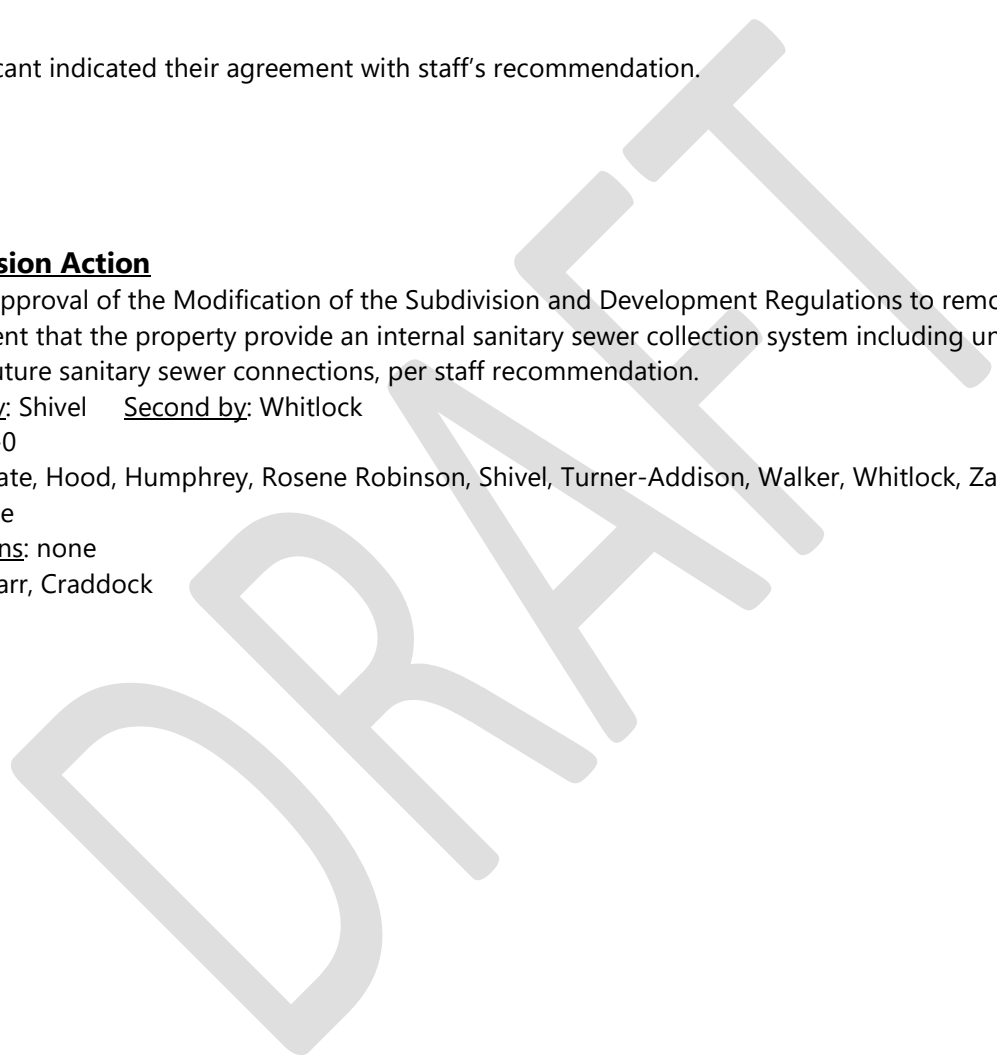 cant indicated their agreement with staff's recommendation.
sion Action
pproval of the Modification of the Subdivision and Development Regulations to remo
ent that the property provide an internal sanitary sewer collection system including un
uture sanitary sewer connections, per staff recommendation.
y: Shivel Second by: Whitlock
-0
ate, Hood, Humphrey, Rosene Robinson, Shivel, Turner-Addison, Walker, Whitlock, Za
e
ns: none
arr, Craddock
DRAFT